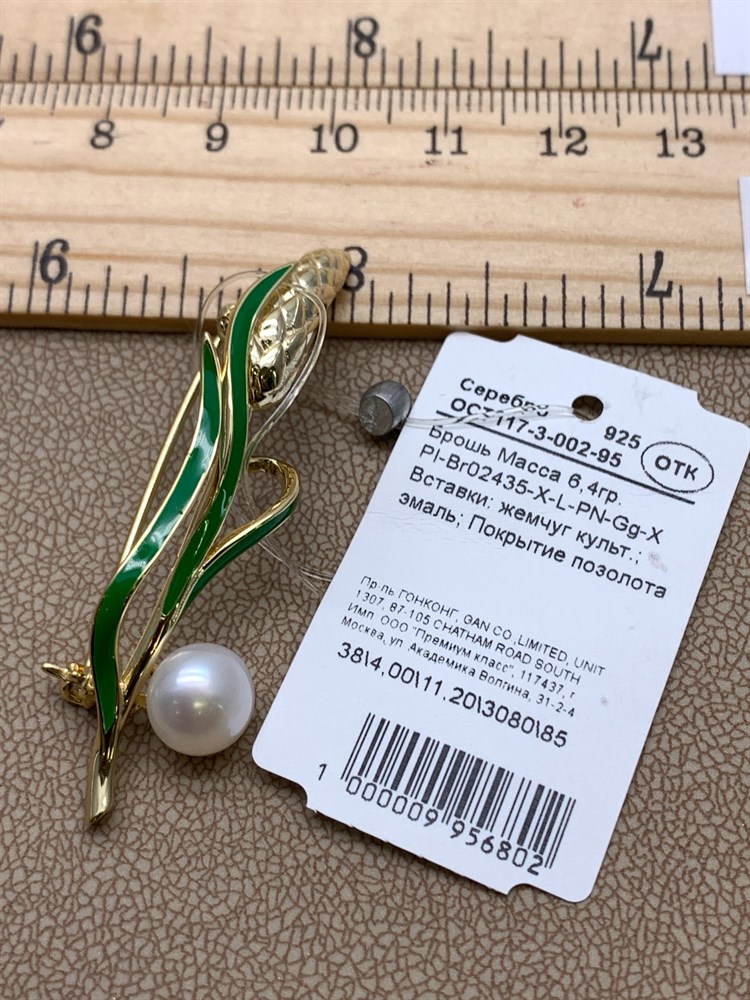 6 8 7
8 9 10 11 12 13
6 8 7
Серебро 925
ОСТ117-3-002-95
ОТК
Брошь Масса 6,4гр.
PI-Br02435-X-L-PN-Gg-X
Вставки: жемчуг культ.;
эмаль; Покрытие позолота
Пр-ль ГОНКОНГ, GAN CO.,LIMITED, UNIT
1307, 87-105 CHATHAM ROAD SOUTH
Имп. ООО "Премиум класс", 117437, г
Москва, ул .Академика Волгина, 31-2-4
38\4.00\11.20\3080\85
1 000009 956802